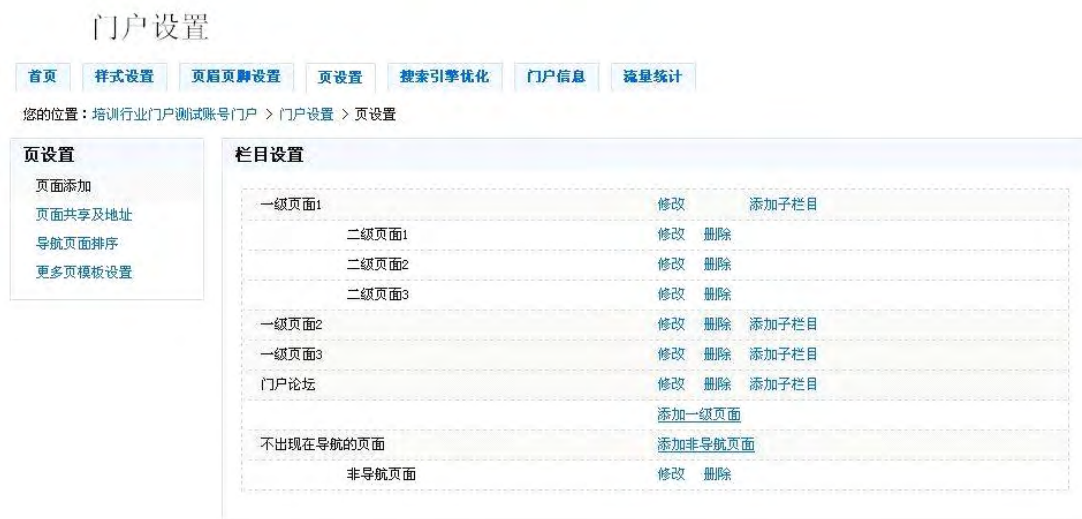 门户设置
首页 样式设置 页眉页脚设置 页设置 搜索引擎优化 门户信息 流量统计
您的位置：培训行业门户测试账号门户 > 门户设置 > 页设置
页设置
页面添加
页面共享及地址
导航页面排序
更多页模板设置
栏目设置
一级页面1 修改 添加子栏目
二级页面1 修改 删除
二级页面2 修改 删除
二级页面3 修改 删除
一级页面2 修改 删除 添加子栏目
一级页面3 修改 删除 添加子栏目
门户论坛 修改 删除 添加子栏目
添加一级页面
不出现在导航的页面 添加非导航页面
非导航页面 修改 删除